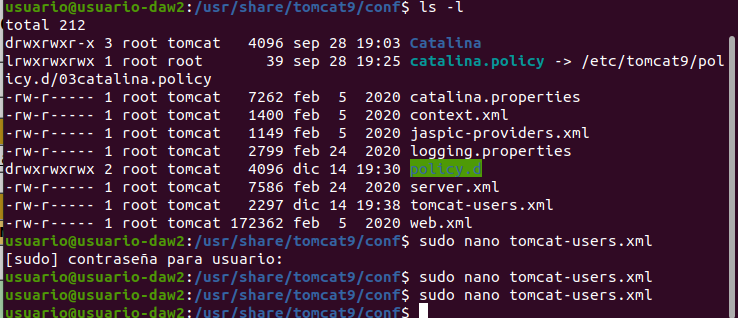 usuario@usuario-daw2:/usr/share/tomcat9/conf$ ls -l
total 212
drwxrwxr-x 3 root tomcat   4096 sep 28 19:03 Catalina
lrwxrwxrwx 1 root root       39 sep 28 19:25 catalina.policy -> /etc/tomcat9/pol
icy.d/03catalina.policy
-rw-r----- 1 root tomcat   7262 feb  5  2020 catalina.properties
-rw-r----- 1 root tomcat   1400 feb  5  2020 context.xml
-rw-r----- 1 root tomcat   1149 feb  5  2020 jaspic-providers.xml
-rw-r----- 1 root tomcat   2799 feb 24  2020 logging.properties
drwxrwxrwx 2 root tomcat   4096 dic 14 19:30 policy.d
-rw-r----- 1 root tomcat   7586 feb 24  2020 server.xml
-rw-r----- 1 root tomcat   2297 dic 14 19:38 tomcat-users.xml
-rw-r----- 1 root tomcat 172362 feb  5  2020 web.xml
usuario@usuario-daw2:/usr/share/tomcat9/conf$ sudo nano tomcat-users.xml
[sudo] contraseña para usuario:
usuario@usuario-daw2:/usr/share/tomcat9/conf$ sudo nano tomcat-users.xml
usuario@usuario-daw2:/usr/share/tomcat9/conf$ sudo nano tomcat-users.xml
usuario@usuario-daw2:/usr/share/tomcat9/conf$